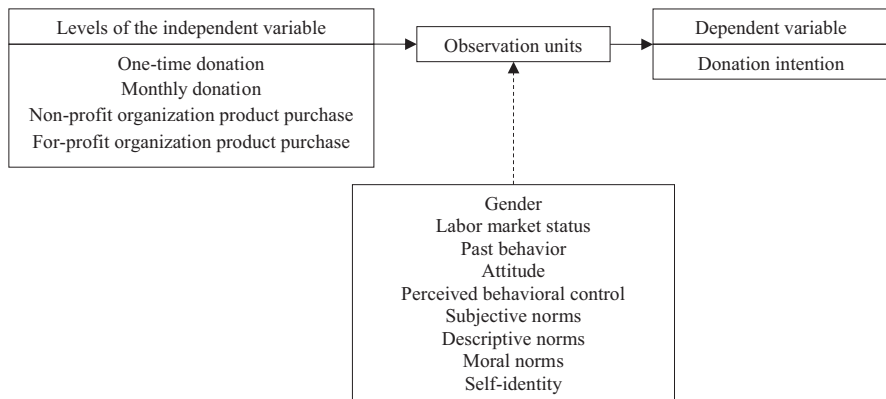 Levels of the independent variable
One-time donation
Monthly donation
Non-profit organization product purchase
For-profit organization product purchase
Observation units
Dependent variable
Donation intention
Gender
Labor market status
Past behavior
Attitude
Perceived behavioral control
Subjective norms
Descriptive norms
Moral norms
Self-identity